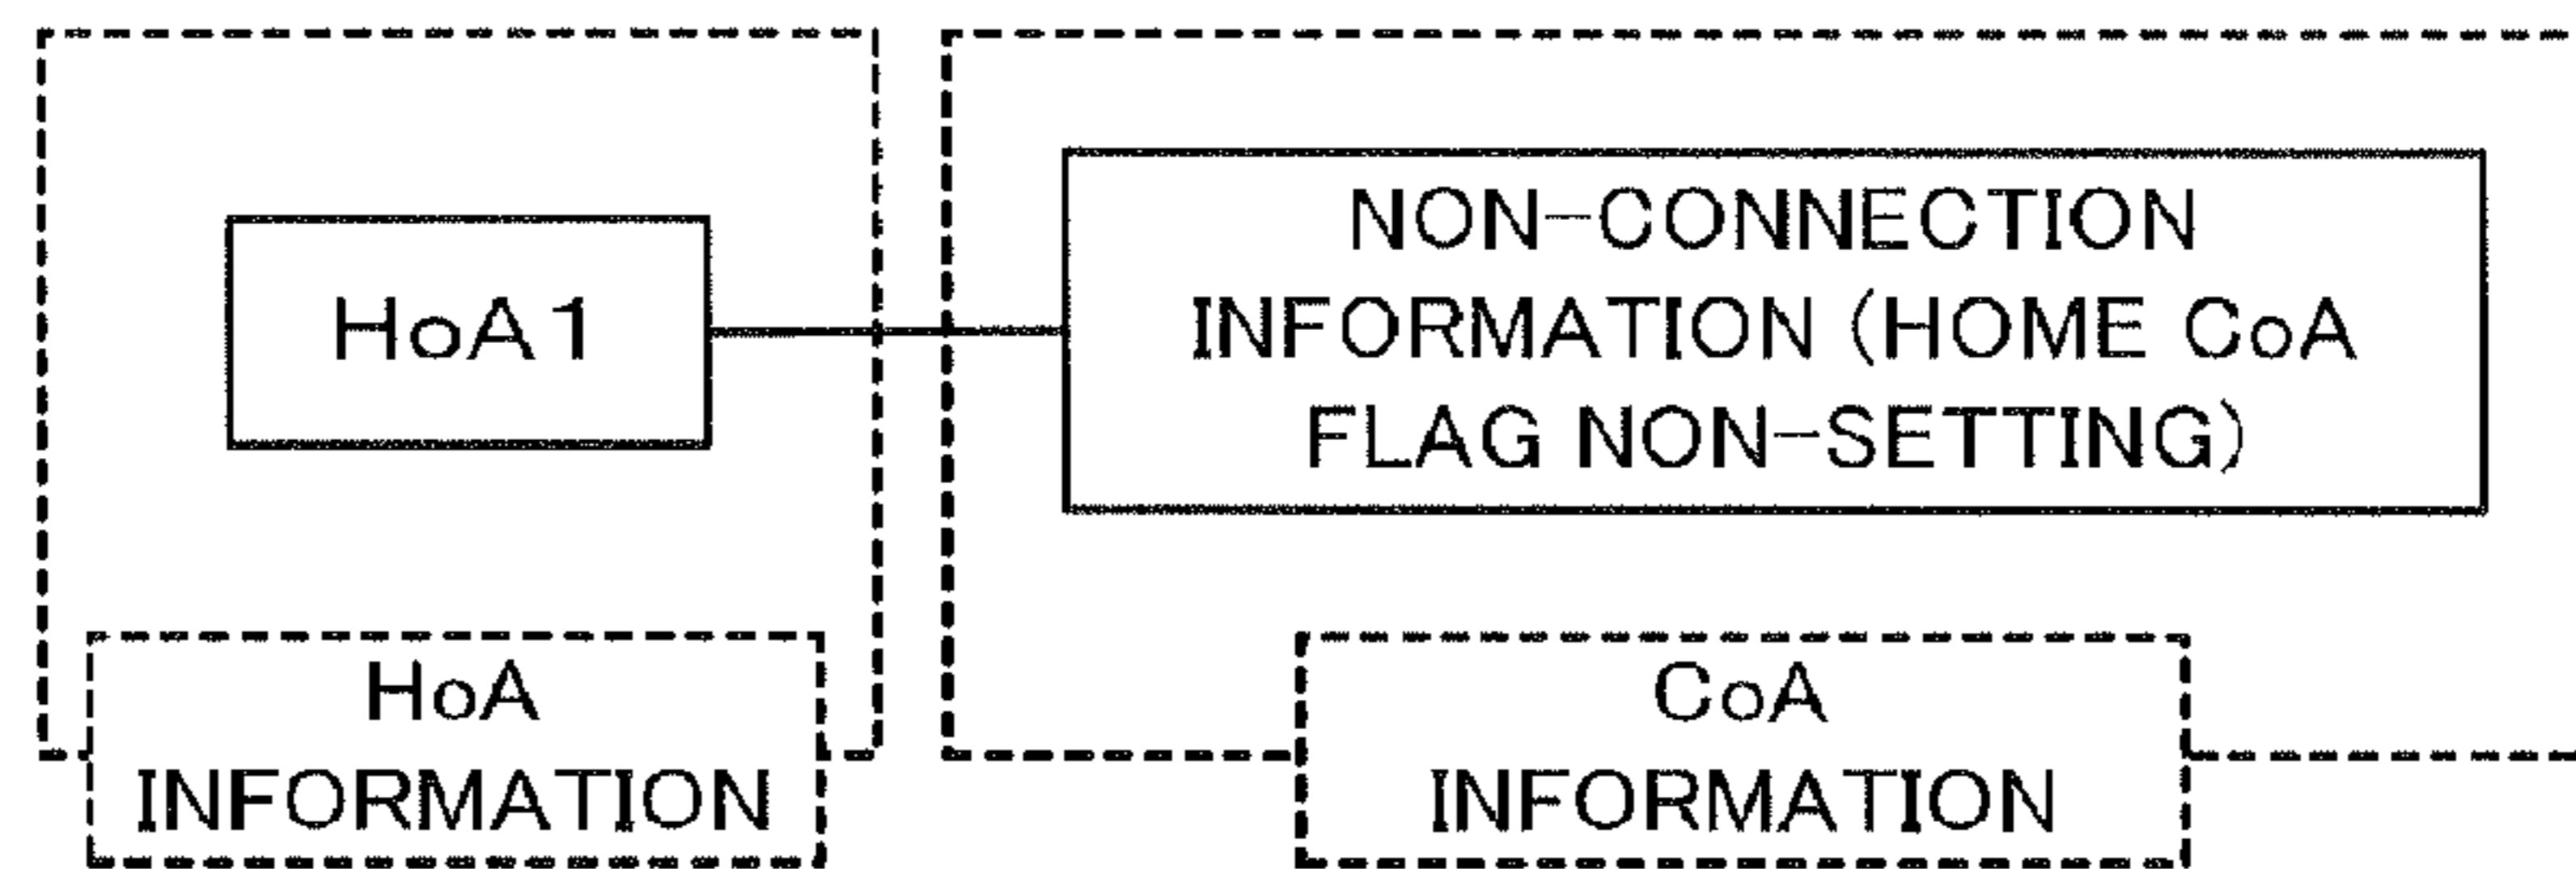 HoA1
NON-CONNECTION
INFORMATION (HOME CoA
FLAG NON-SETTING)
HoA
INFORMATION
CoA
INFORMATION